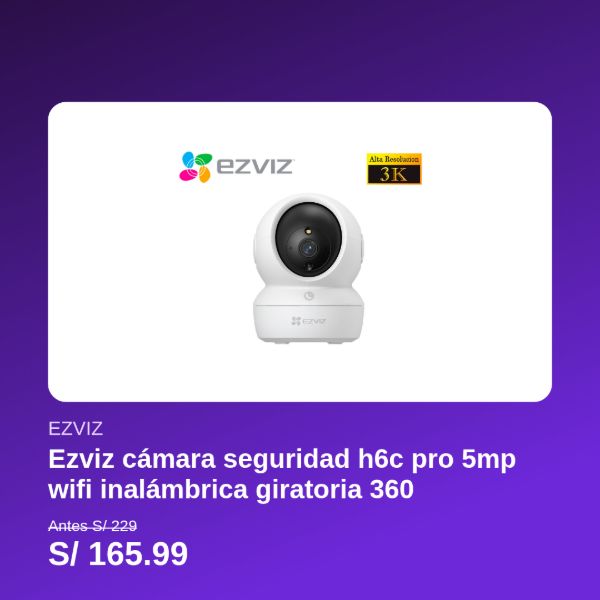 ezviz
Alta Resolucion
3K
ezviz
EZVIZ
Ezviz cámara seguridad h6c pro 5mp
wifi inalámbrica giratoria 360
Antes S/ 229
S/ 165.99